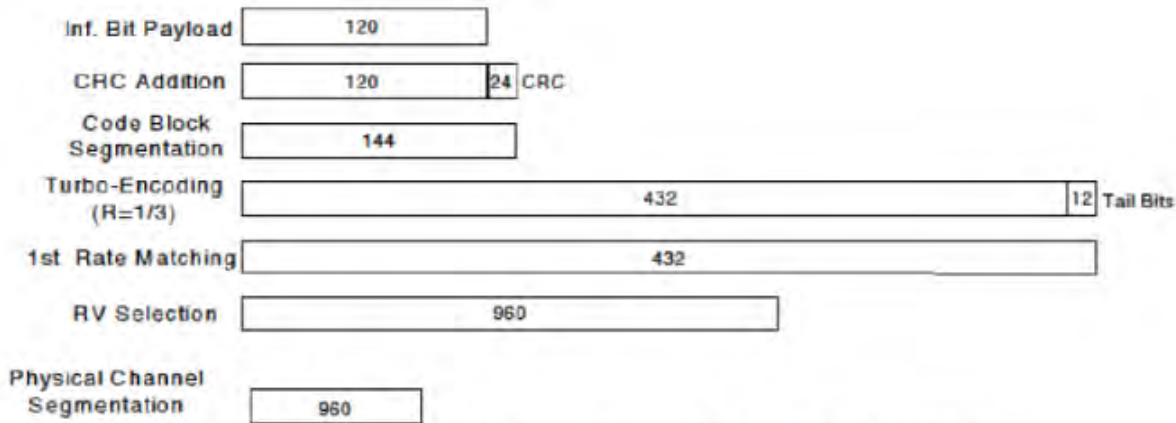 Inf. Bit Payload 120
CRC Addition 120 24 CRC
Code Block
Segmentation 144
Turbo-Encoding
(R=1/3) 432 12 Tail Bits
1st Rate Matching 432
RV Selection 960
Physical Channel
Segmentation 960